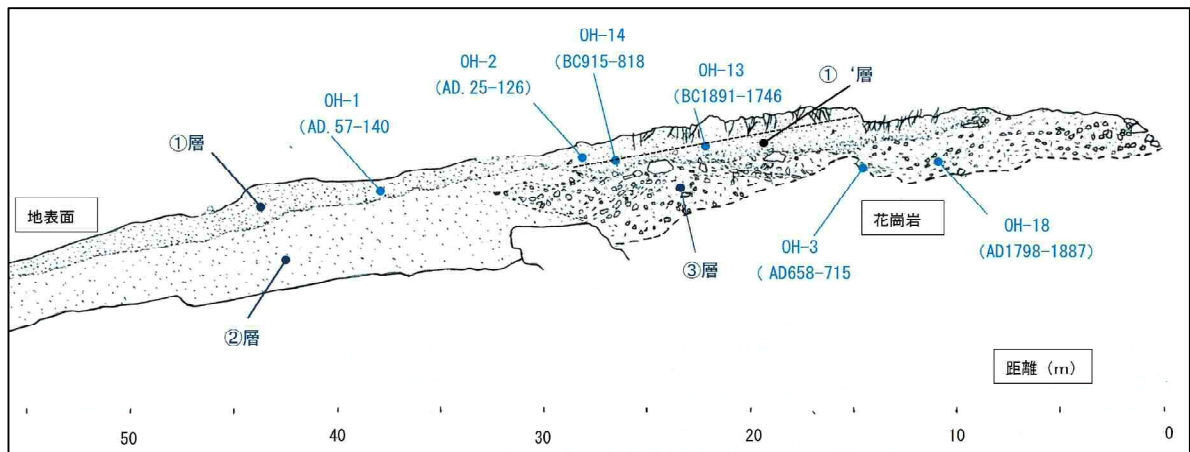 OH-14
(BC915-818
OH-2
(AD. 25-126)
OH-13
(BC1891-1746
① '層
OH-1
(AD. 57-140
①層
地表面
花崗岩
OH-18
(AD1798-1887)
OH-3
( AD658-715
③層
②層
距離 (m)
50
40
30
20
10
0